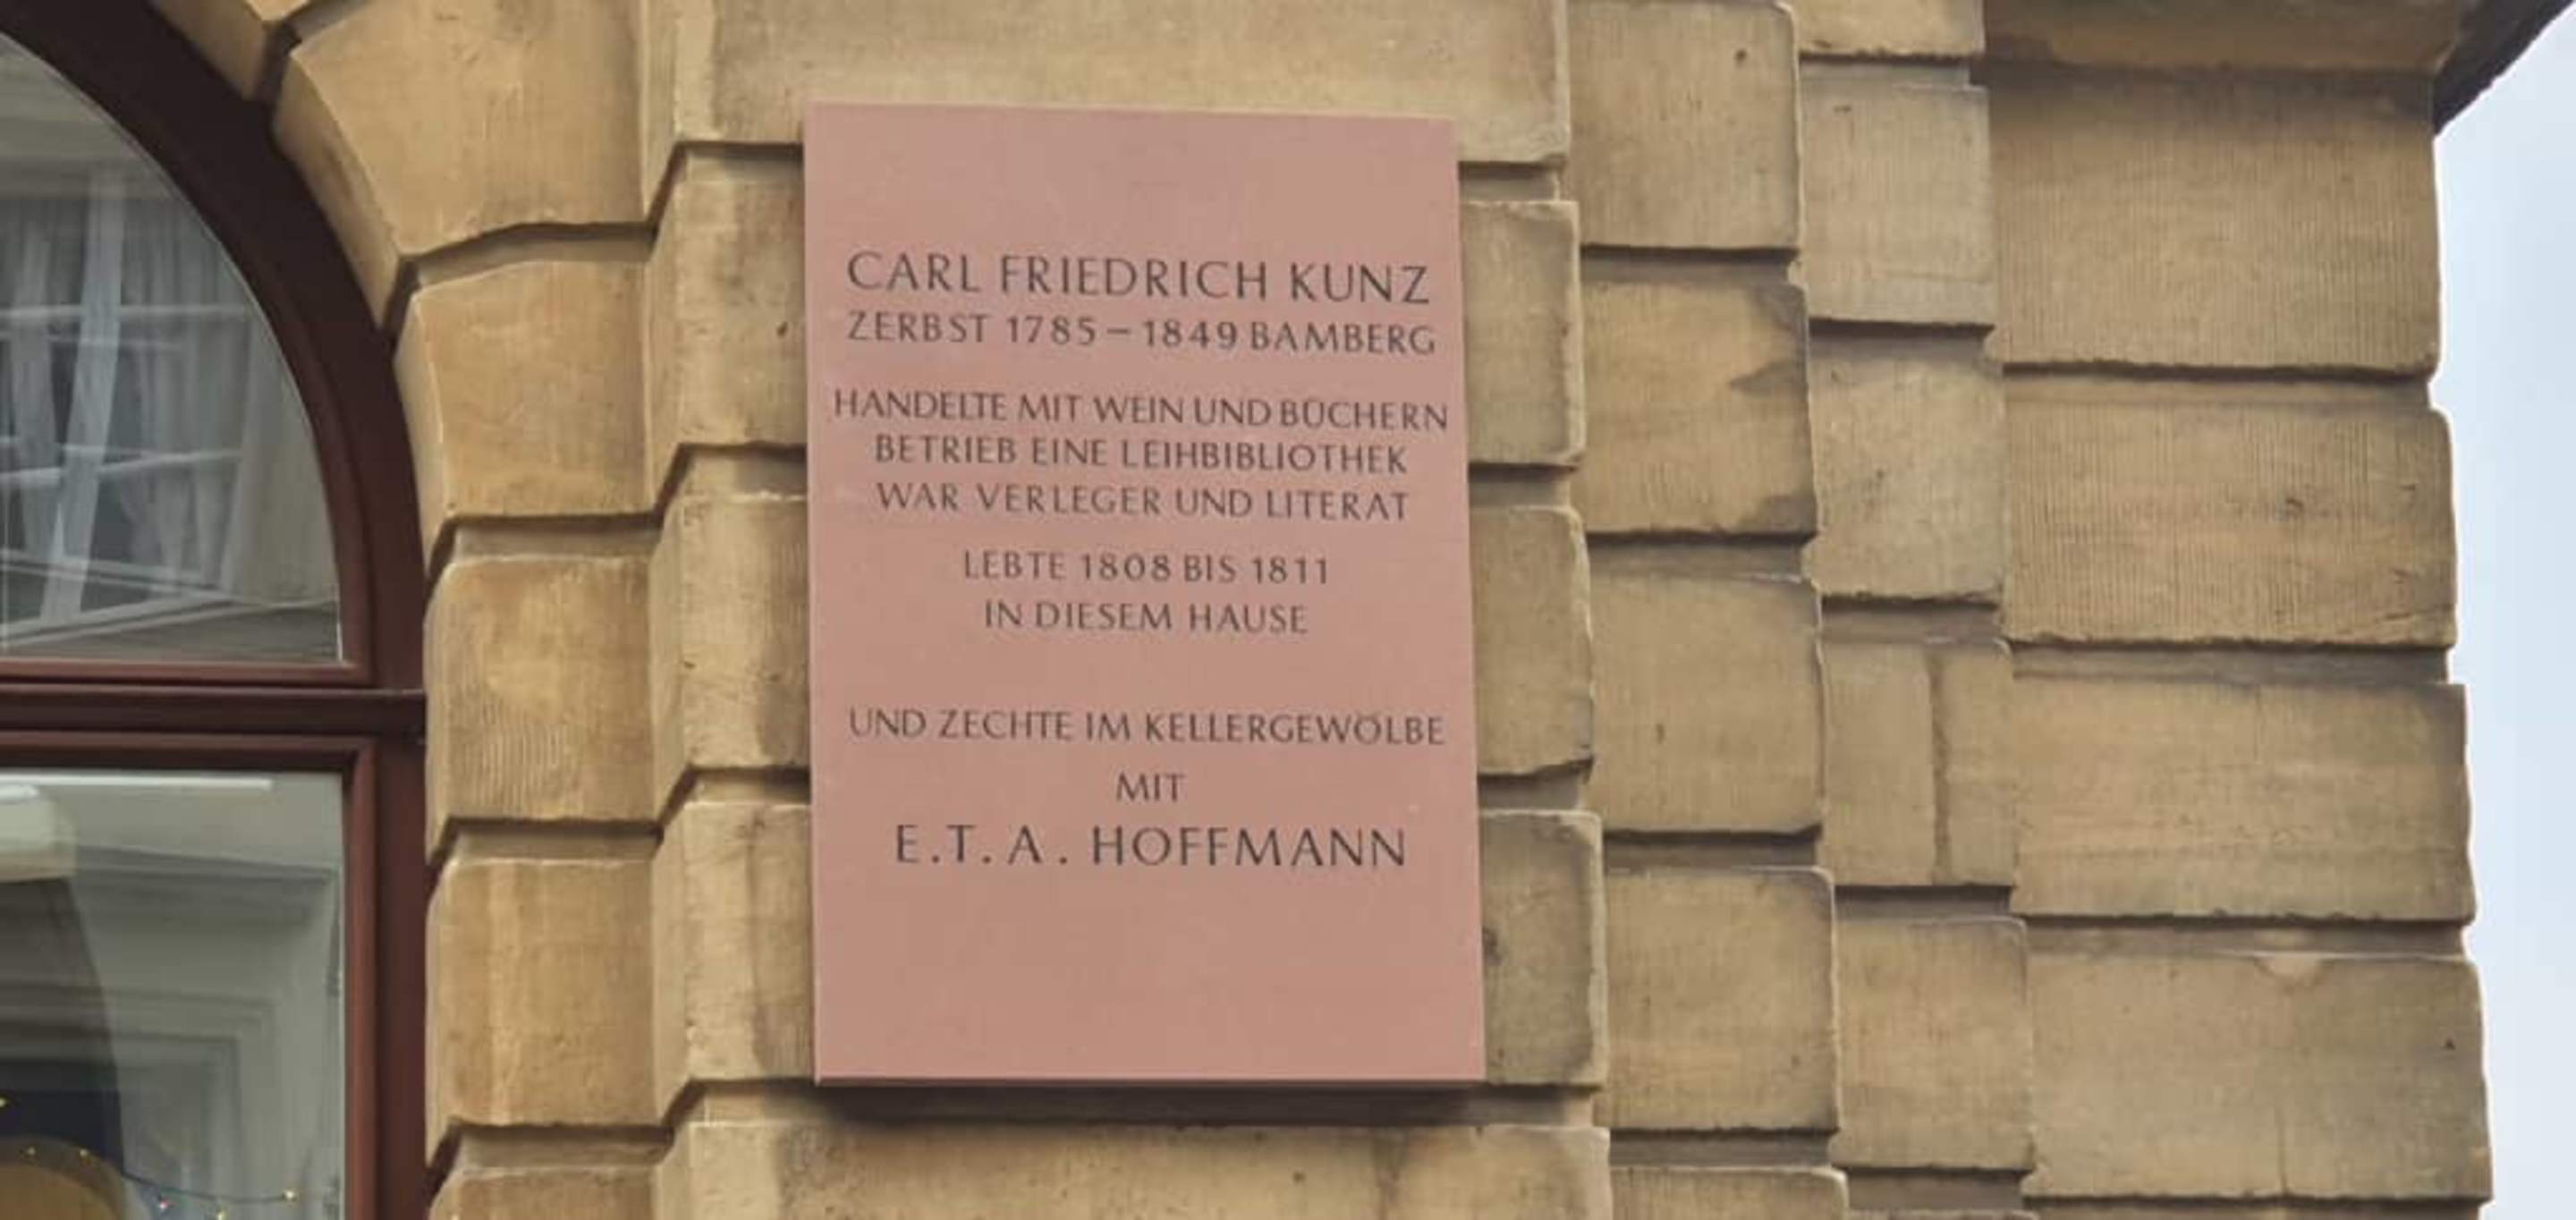 CARL FRIEDRICH KUNZ
ZERBST 1785 – 1849 BAMBERG
HANDELTE MIT WEIN UND BÜCHERN
BETRIEB EINE LEIHBIBLIOTHEK
WAR VERLEGER UND LITERAT
LEBTE 1808 BIS 1811
IN DIESEM HAUSE
UND ZECHTE IM KELLERGEWÖLBE
MIT
E.T.A. HOFFMANN